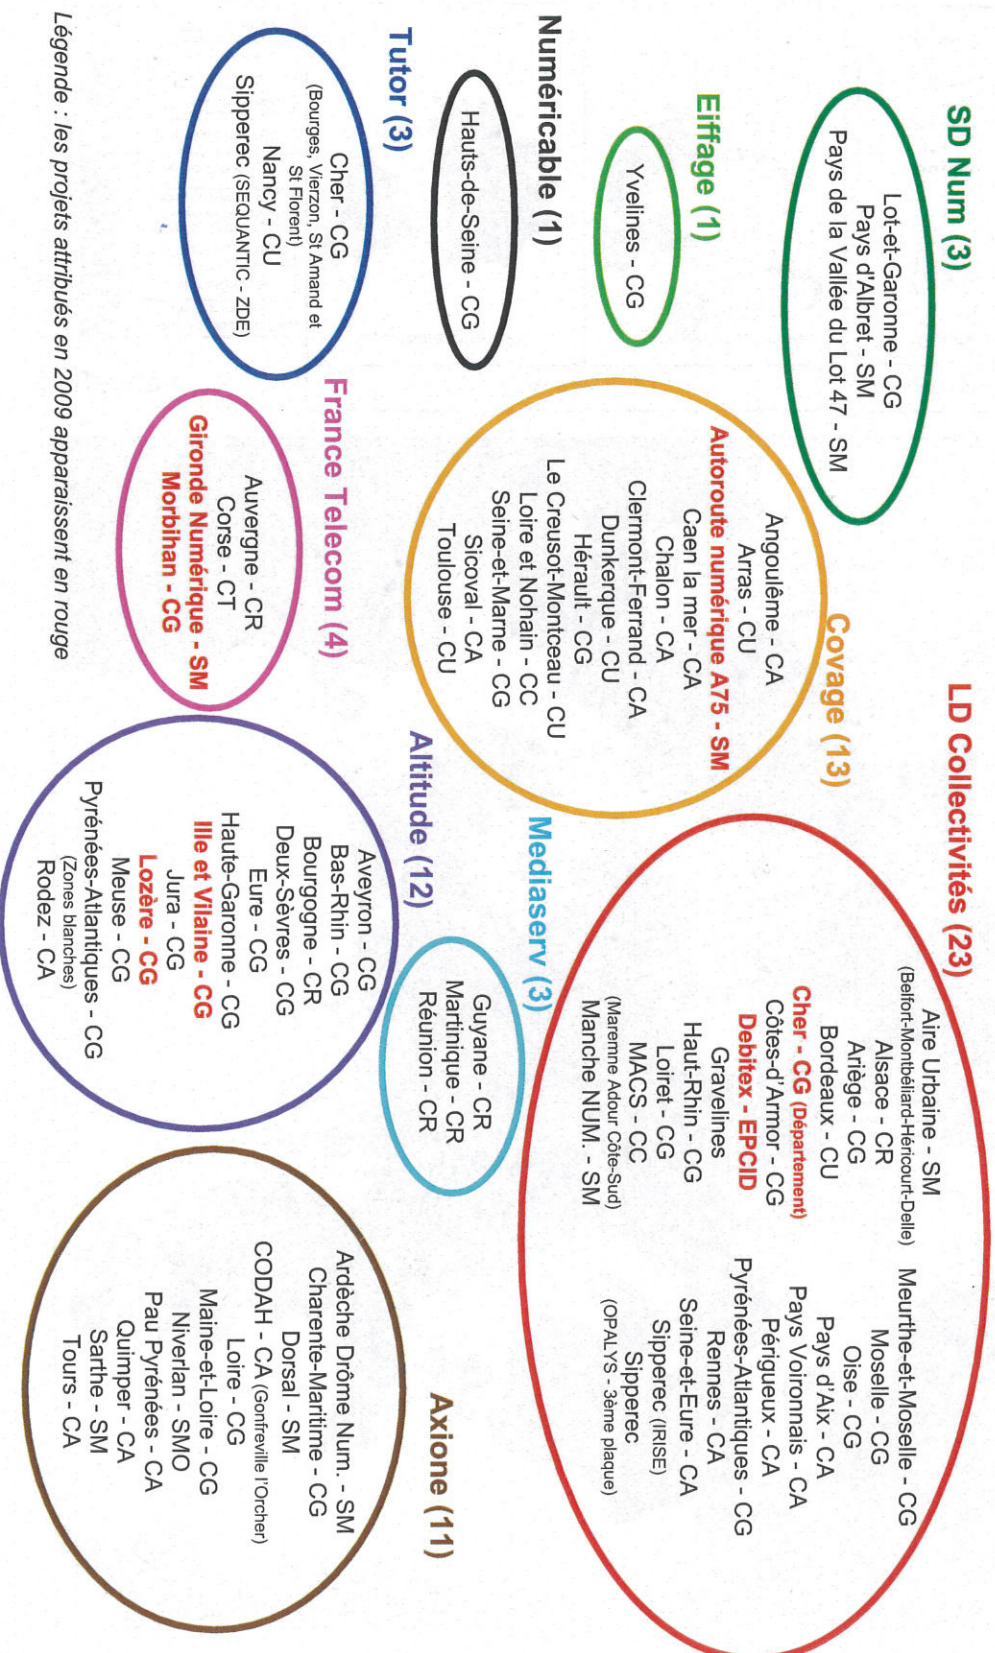 SD Num (3)
Lot-et-Garonne - CG
Pays d'Albret - SM
Pays de la Vallée du Lot 47 - SM
Eiffage (1)
Yvelines - CG
Numéricable (1)
Hauts-de-Seine - CG
Tutor (3)
Cher - CG
(Bourges, Vierzon, St Amand et
St Florent)
Nancy - CU
Sipperec (SEQUANTIC - ZDE)
Covage (13)
Angoulême - CA
Arras - CU
Autoroute numérique A75 - SM
Caen la mer - CA
Chalon - CA
Clermont-Ferrand - CA
Dunkerque - CU
Hérault - CG
Le Creusot-Montceau - CU
Loire et Nohain - CC
Seine-et-Marne - CG
Sicoval - CA
Toulouse - CU
France Telecom (4)
Auvergne - CR
Corse - CT
Gironde Numérique - SM
Morbihan - CG
LD Collectivités (23)
Aire Urbaine - SM
(Belfort-Montbéliard-Héricourt-Delle)
Alsace - CR
Ariège - CG
Bordeaux - CU
Cher - CG (Département)
Côtes-d'Armor - CG
Debitex - EPCID
Gravelines
Haut-Rhin - CG
Loiret - CG
MACS - CC
(Maremne Adour Côte-Sud)
Manche NUM. - SM
Meurthe-et-Moselle - CG
Moselle - CG
Oise - CG
Pays d'Aix - CA
Pays Voironnais - CA
Périgueux - CA
Pyrénées-Atlantiques - CG
Rennes - CA
Seine-et-Eure - CA
Sipperec (IRISE)
Sipperec
(OPALYS - 3ème plaque)
Mediaserv (3)
Guyane - CR
Martinique - CR
Réunion - CR
Altitude (12)
Aveyron - CG
Bas-Rhin - CG
Bourgogne - CR
Deux-Sèvres - CG
Eure - CG
Haute-Garonne - CG
Ille et Vilaine - CG
Jura - CG
Lozère - CG
Meuse - CG
Pyrénées-Atlantiques - CG
(Zones blanches)
Rodez - CA
Axione (11)
Ardèche Drôme Num. - SM
Charente-Maritime - CG
Dorsal - SM
CODAH - CA (Gonfreville l'Orcher)
Loire - CG
Maine-et-Loire - CG
Niverlan - SMO
Pau Pyrénées - CA
Quimper - CA
Sarthe - SM
Tours - CA
Légende : les projets attribués en 2009 apparaissent en rouge